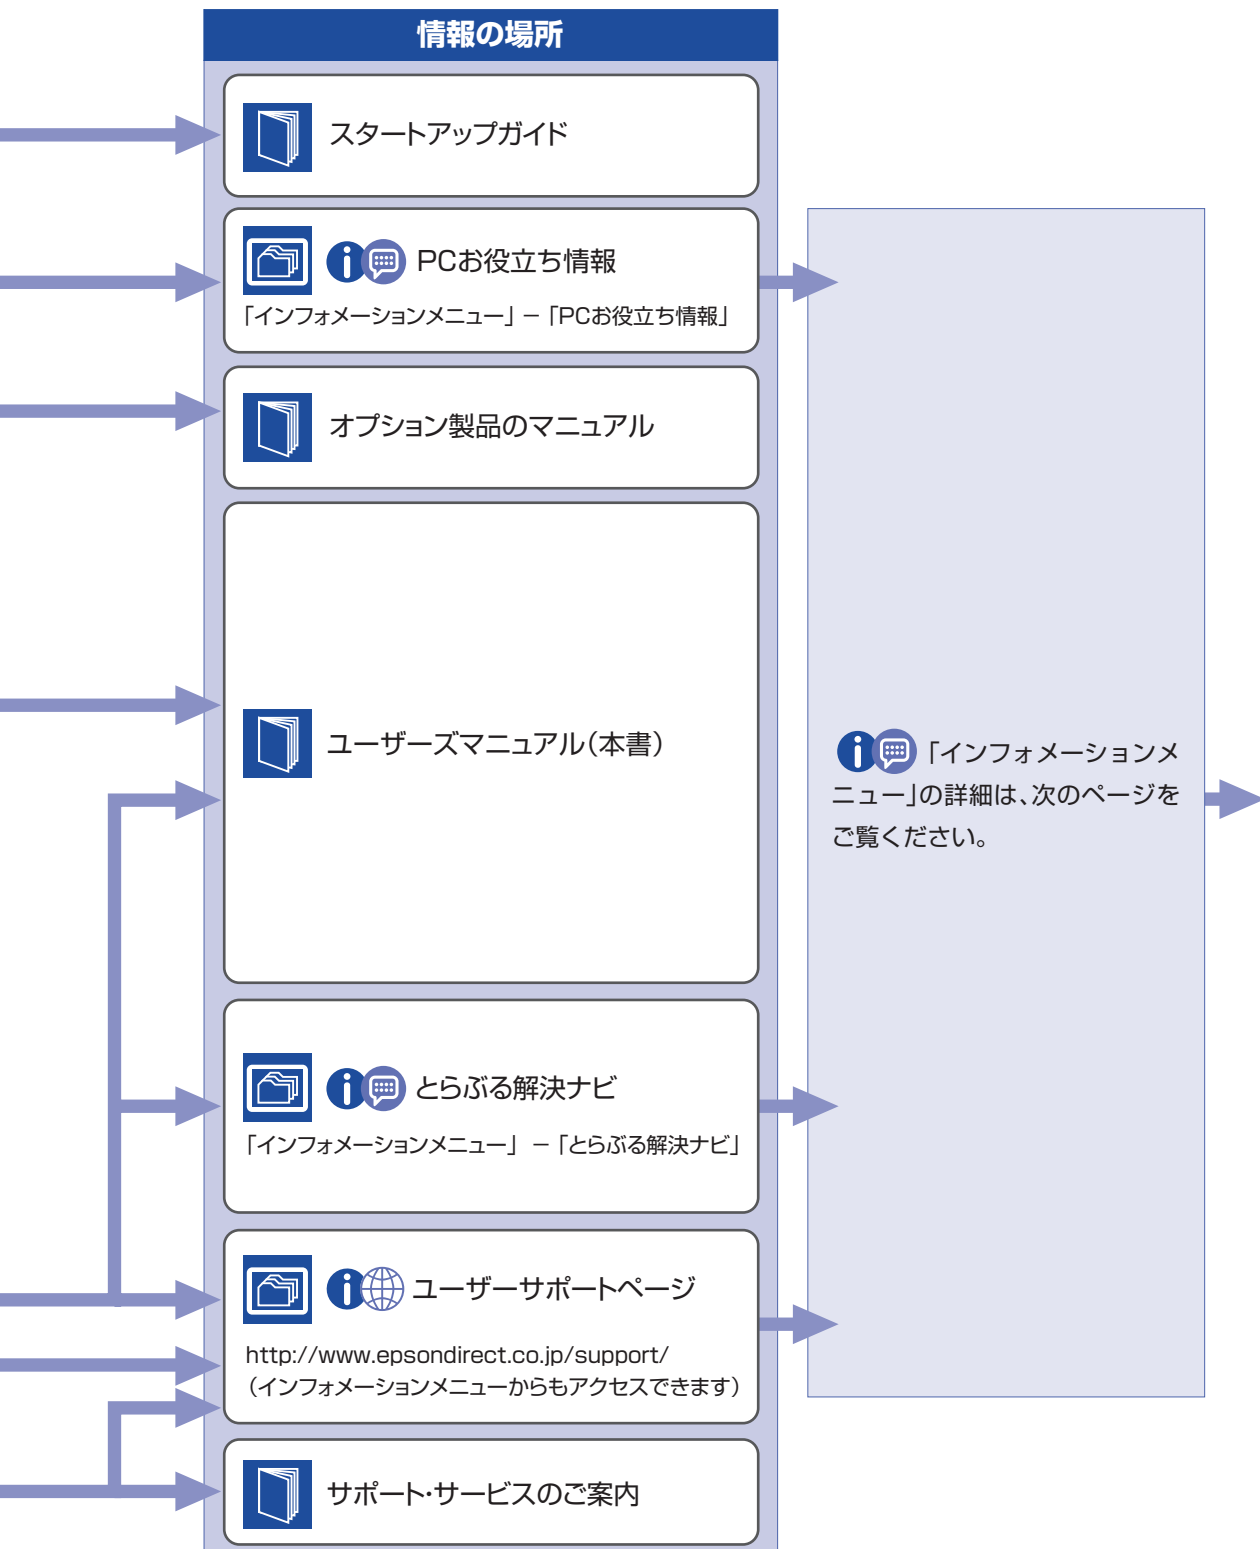 情報の場所
スタートアップガイド
PCお役立ち情報
「インフォメーションメニュー」－「PCお役立ち情報」
オプション製品のマニュアル
ユーザーズマニュアル（本書）
「インフォメーションメ
ニュー」の詳細は、次のページを
ご覧ください。
とらぶる解決ナビ
「インフォメーションメニュー」 －「とらぶる解決ナビ」
ユーザーサポートページ
http://www.epsondirect.co.jp/support/
（インフォメーションメニューからもアクセスできます）
サポート・サービスのご案内